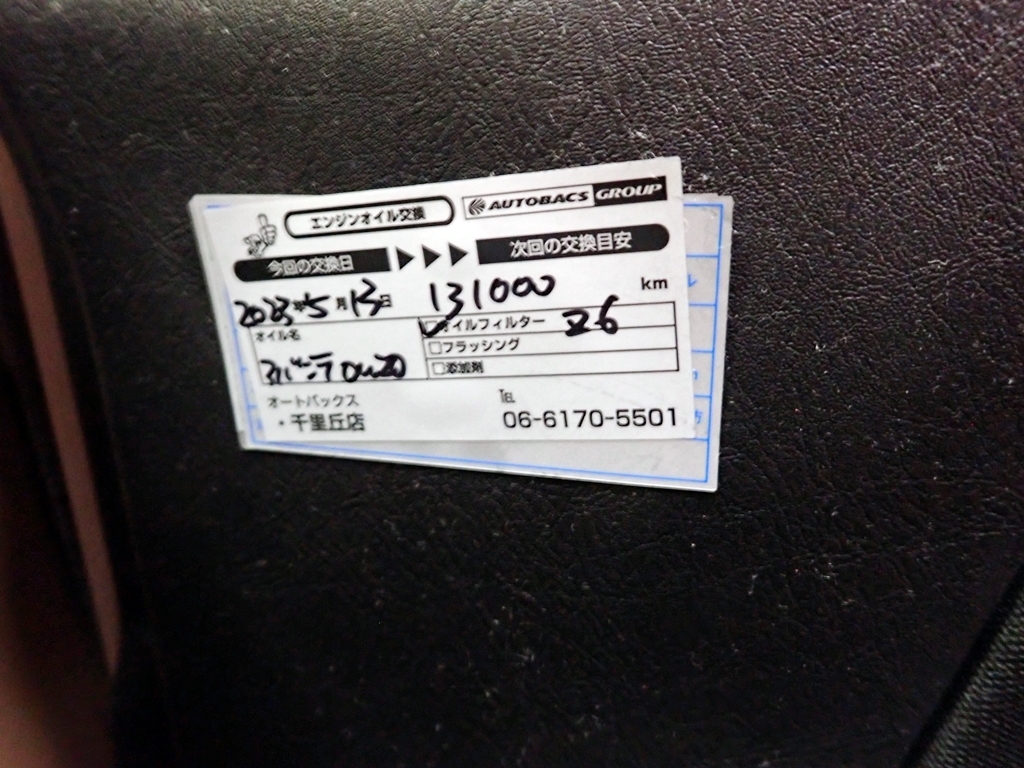 エンジンオイル交換 AUTOBACS GROUP
今回の交換日 ▶▶▶ 次回の交換目安
2023年5月13日 131000 km
オイル名 ☑オイルフィルター
□フラッシング
□添加剤
オートバックス TEL
・千里丘店 06-6170-5501